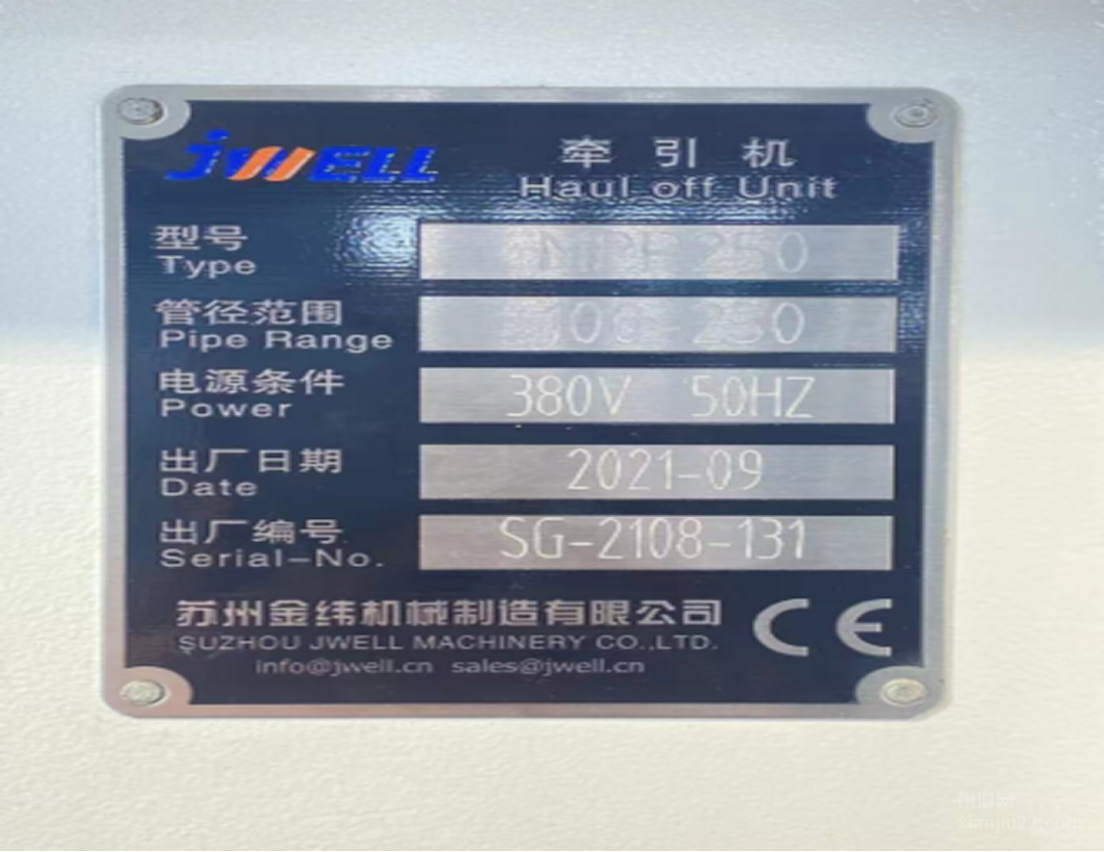 JWELL
牵引机
Haul off Unit
型号
Type
250
管径范围
Pipe Range
-250
电源条件
Power
380V 50HZ
出厂日期
Date
2021-09
出厂编号
Serial-No.
SG-2108-131
苏州金纬机械制造有限公司
SUZHOU JWELL MACHINERY CO.,LTD.
info@jwell.cn sales@jwell.cn
CE